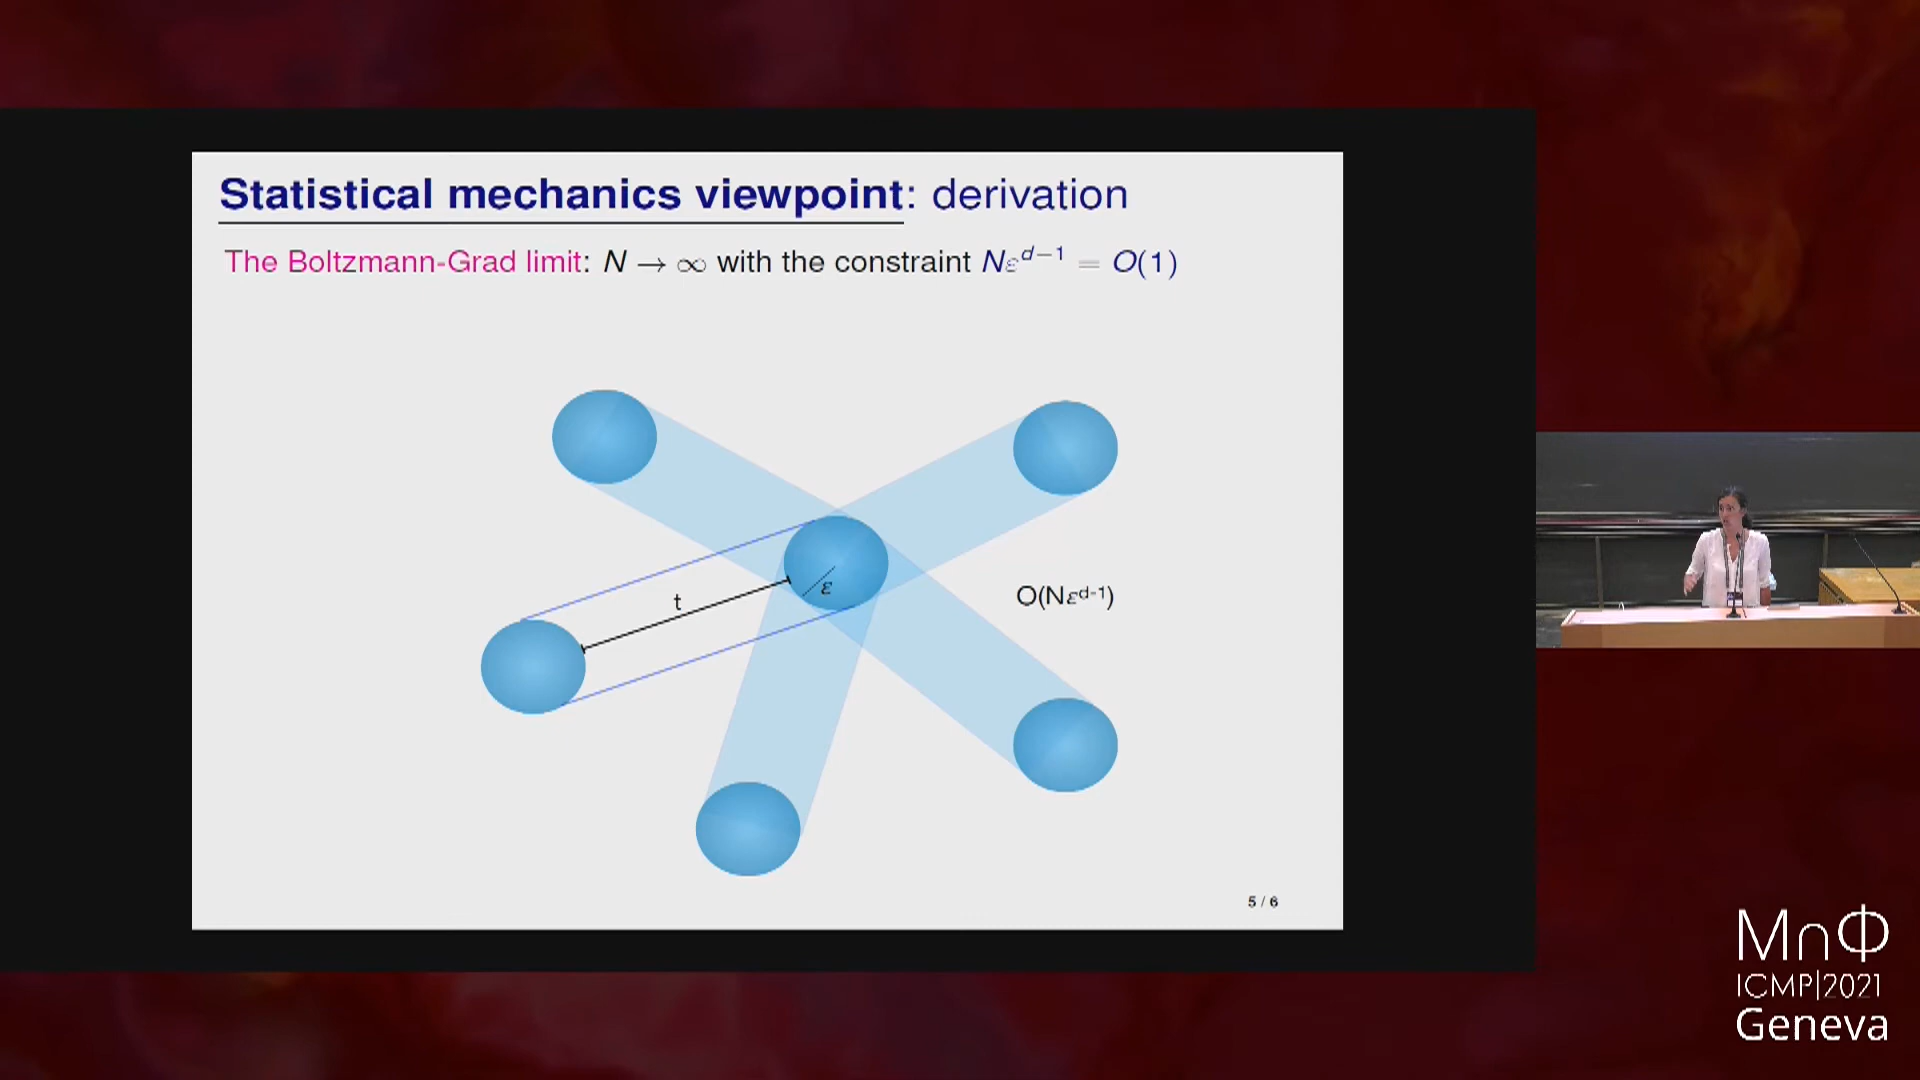 Statistical mechanics viewpoint: derivation
The Boltzmann-Grad limit: N → ∞ with the constraint Nε^{d−1} = O(1)
t
ε
O(Nε^{d-1})
5 / 6
M∩Φ
ICMP|2021
Geneva